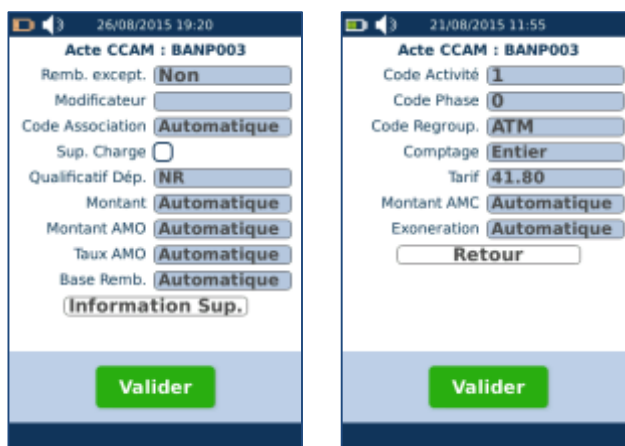 26/08/2015 19:20
Acte CCAM : BANP003
Remb. except. Non
Modificateur
Code Association Automatique
Sup. Charge
Qualificatif Dép. NR
Montant Automatique
Montant AMO Automatique
Taux AMO Automatique
Base Remb. Automatique
Information Sup.
Valider
21/08/2015 11:55
Acte CCAM : BANP003
Code Activité 1
Code Phase 0
Code Regroup. ATM
Comptage Entier
Tarif 41.80
Montant AMC Automatique
Exoneration Automatique
Retour
Valider